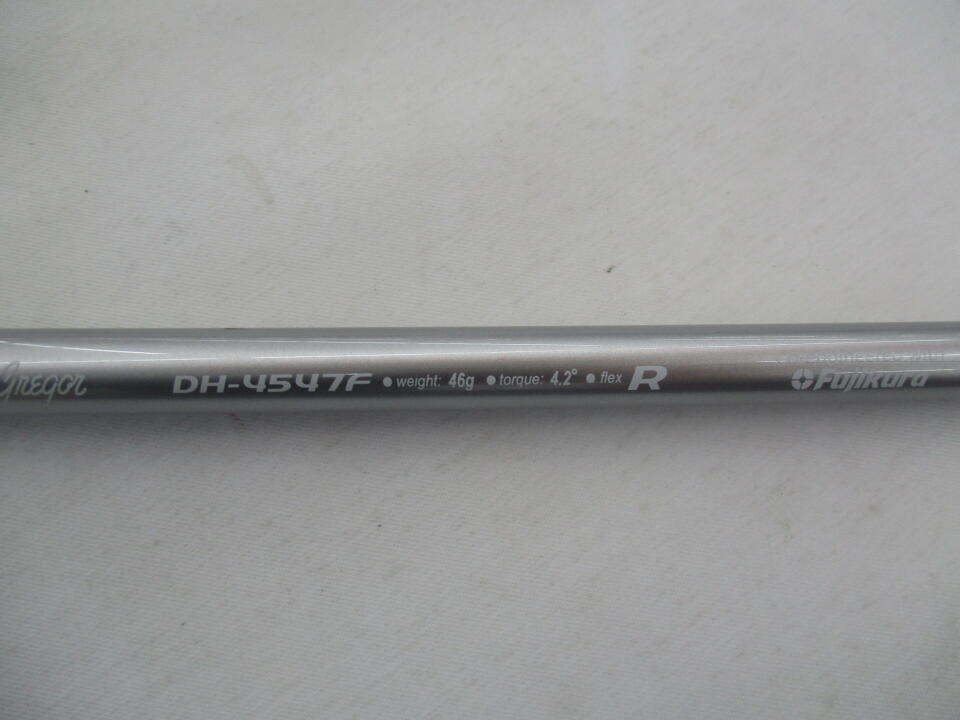 Gregor DH-4547F • weight: 46g • torque: 4.2° • flex R
Fujikura